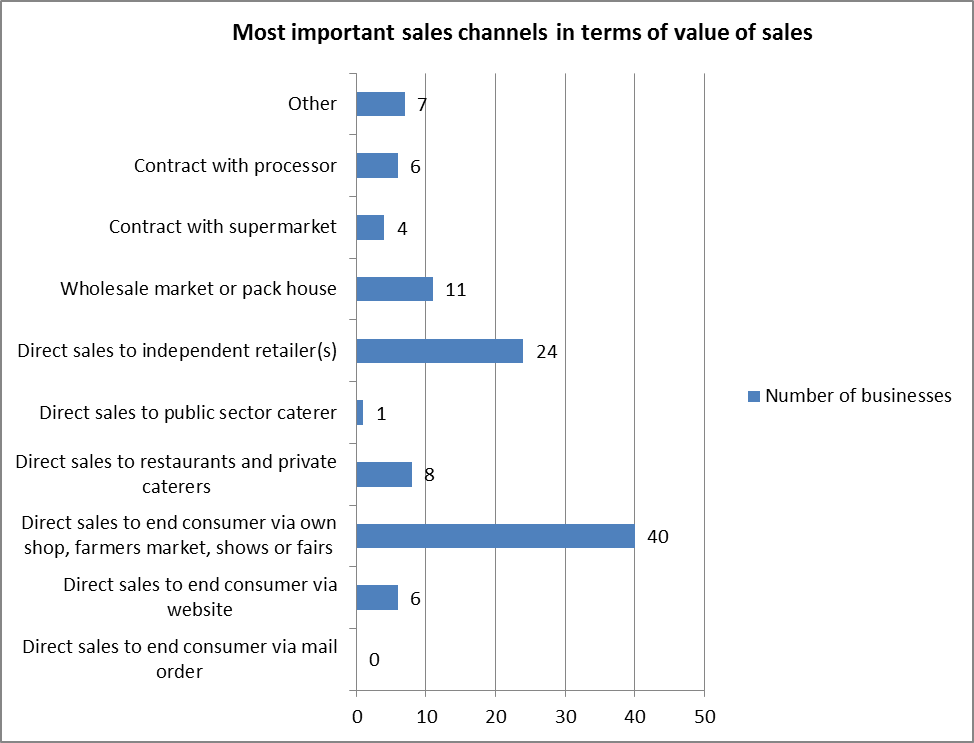 Most important sales channels in terms of value of sales
Other
7
Contract with processor
6
Contract with supermarket
4
Wholesale market or pack house
11
Direct sales to independent retailer(s)
24
Direct sales to public sector caterer
1
Direct sales to restaurants and private
caterers
8
Direct sales to end consumer via own
shop, farmers market, shows or fairs
40
Direct sales to end consumer via
website
6
Direct sales to end consumer via mail
order
0
0 10 20 30 40 50
Number of businesses